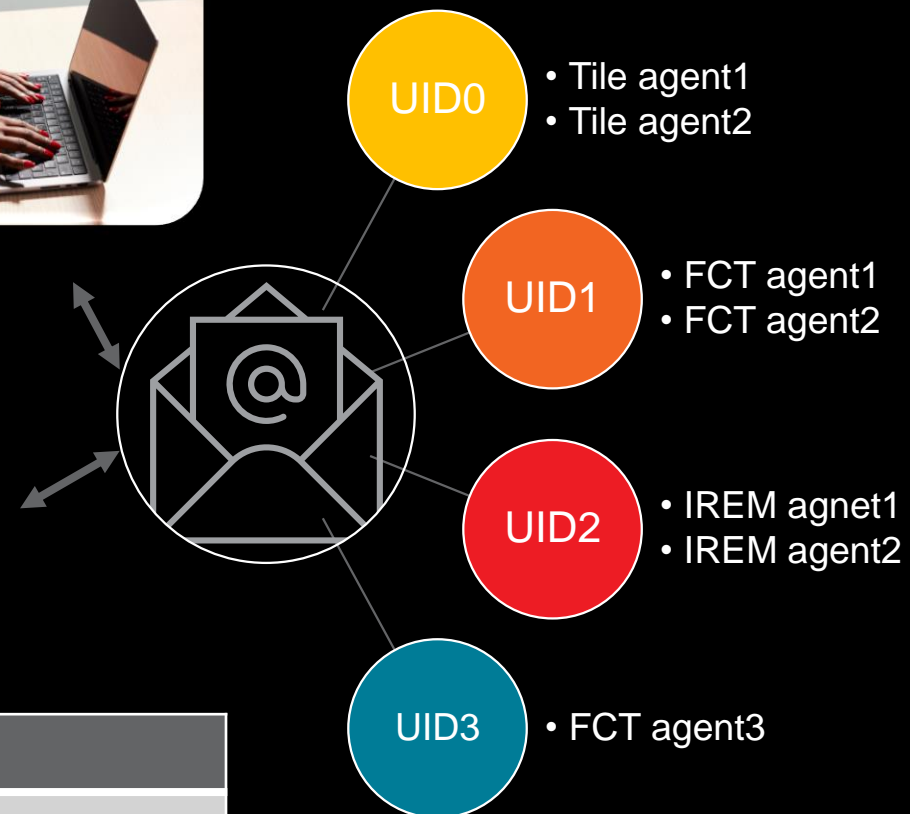 UID0
• Tile agent1
• Tile agent2
UID1
• FCT agent1
• FCT agent2
@
UID2
• IREM agnet1
• IREM agent2
UID3
• FCT agent3